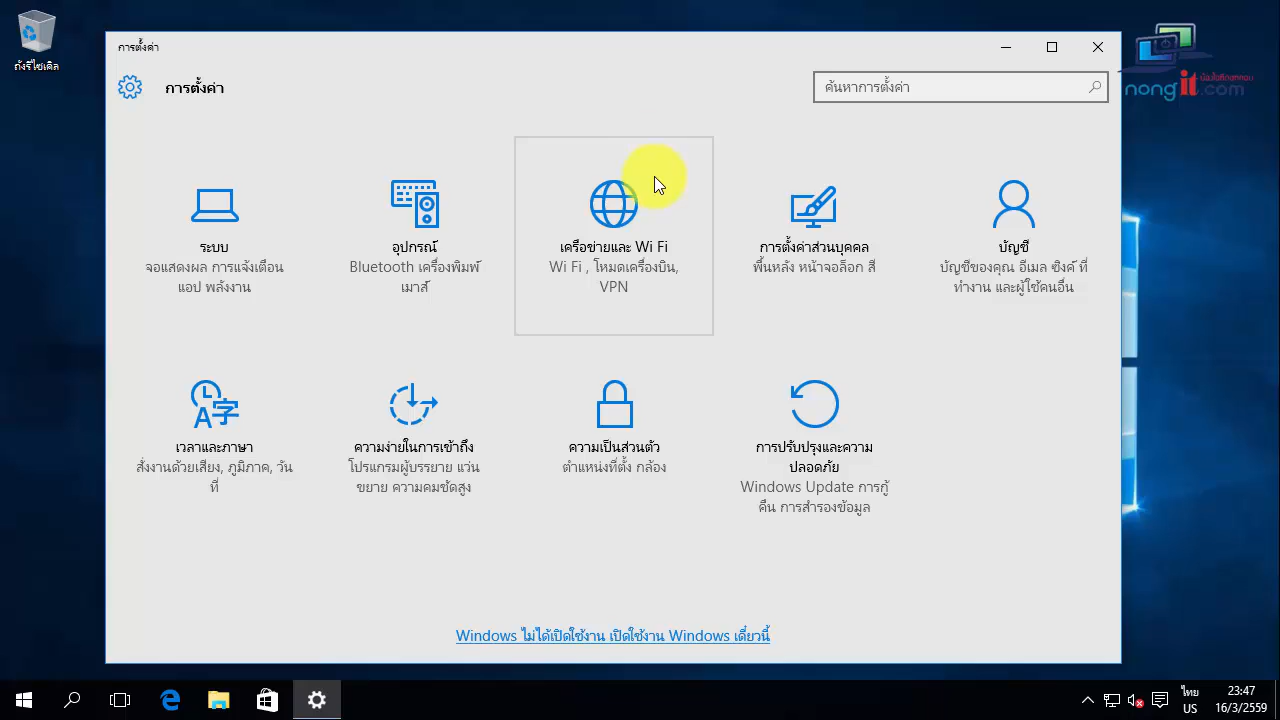 ถังรีไซเคิล
การตั้งค่า
การตั้งค่า
ค้นหาการตั้งค่า
น้องไอทีดอทคอม
nongit.com
ระบบ
จอแสดงผล การแจ้งเตือน
แอป พลังงาน
อุปกรณ์
Bluetooth เครื่องพิมพ์
เมาส์
เครือข่ายและ Wi Fi
Wi Fi , โหมดเครื่องบิน,
VPN
การตั้งค่าส่วนบุคคล
พื้นหลัง หน้าจอล็อก สี
บัญชี
บัญชีของคุณ อีเมล ซิงค์ ที่
ทำงาน และผู้ใช้คนอื่น
เวลาและภาษา
สั่งงานด้วยเสียง, ภูมิภาค, วัน
ที่
ความง่ายในการเข้าถึง
โปรแกรมผู้บรรยาย แว่น
ขยาย ความคมชัดสูง
ความเป็นส่วนตัว
ตำแหน่งที่ตั้ง กล้อง
การปรับปรุงและความ
ปลอดภัย
Windows Update การกู้
คืน การสำรองข้อมูล
Windows ไม่ได้เปิดใช้งาน เปิดใช้งาน Windows เดี๋ยวนี้
ไทย
US
23:47
16/3/2559